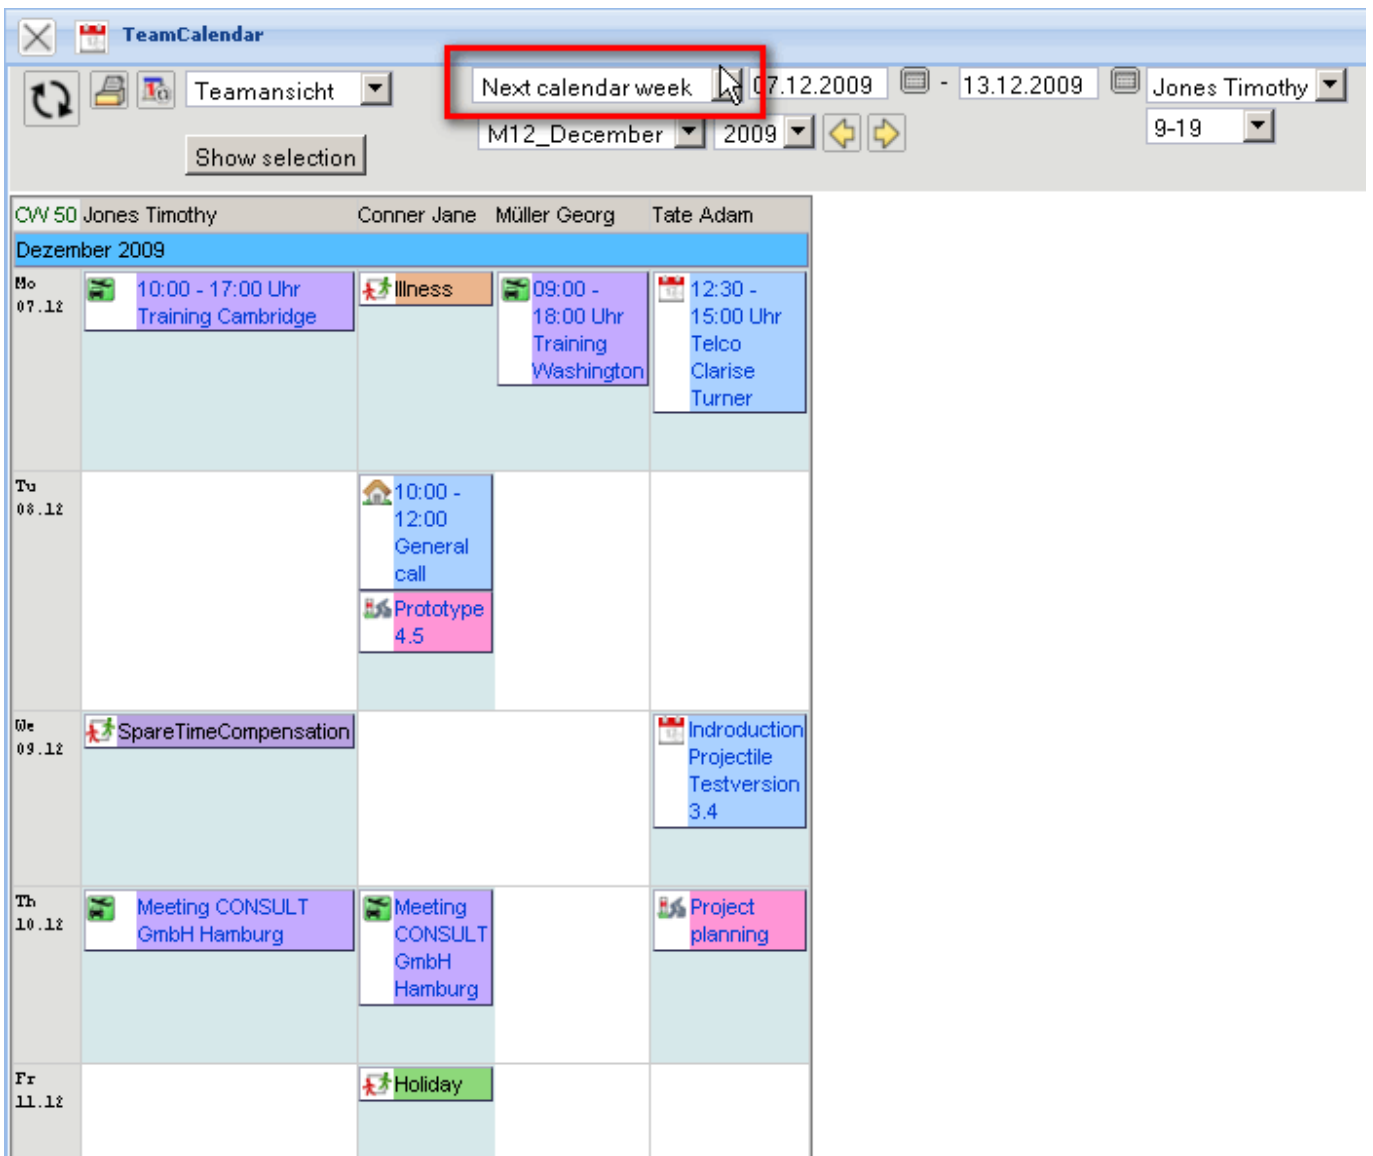 TeamCalendar
Teamansicht
Next calendar week
07.12.2009 - 13.12.2009
Jones Timothy
M12_December
2009
9-19
Show selection
CW 50 Jones Timothy Conner Jane Müller Georg Tate Adam
Dezember 2009
Mo
07.12
10:00 - 17:00 Uhr
Training Cambridge
Illness
09:00 -
18:00 Uhr
Training
Washington
12:30 -
15:00 Uhr
Telco
Clarise
Turner
Tu
08.12
10:00 -
12:00
General
call
Prototype
4.5
We
09.12
SpareTimeCompensation
Indroduction
Projectile
Testversion
3.4
Th
10.12
Meeting CONSULT
GmbH Hamburg
Meeting
CONSULT
GmbH
Hamburg
Project
planning
Fr
11.12
Holiday